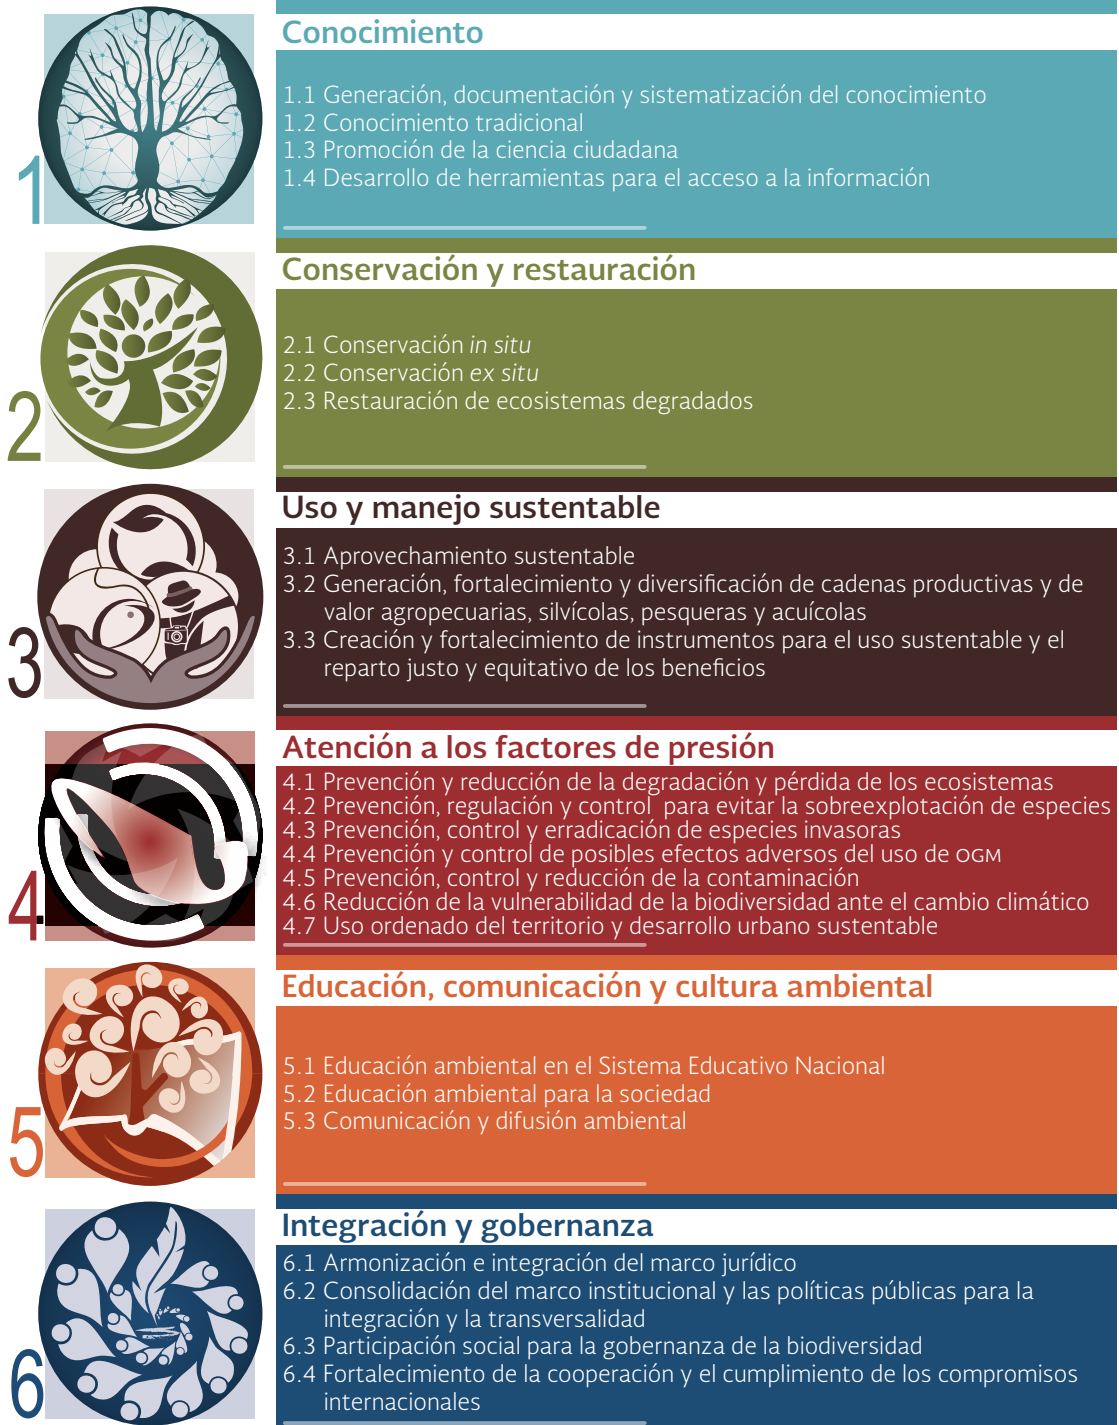 1
Conocimiento
1.1 Generación, documentación y sistematización del conocimiento
1.2 Conocimiento tradicional
1.3 Promoción de la ciencia ciudadana
1.4 Desarrollo de herramientas para el acceso a la información
2
Conservación y restauración
2.1 Conservación in situ
2.2 Conservación ex situ
2.3 Restauración de ecosistemas degradados
3
Uso y manejo sustentable
3.1 Aprovechamiento sustentable
3.2 Generación, fortalecimiento y diversificación de cadenas productivas y de
valor agropecuarias, silvícolas, pesqueras y acuícolas
3.3 Creación y fortalecimiento de instrumentos para el uso sustentable y el
reparto justo y equitativo de los beneficios
4
Atención a los factores de presión
4.1 Prevención y reducción de la degradación y pérdida de los ecosistemas
4.2 Prevención, regulación y control para evitar la sobreexplotación de especies
4.3 Prevención, control y erradicación de especies invasoras
4.4 Prevención y control de posibles efectos adversos del uso de OGM
4.5 Prevención, control y reducción de la contaminación
4.6 Reducción de la vulnerabilidad de la biodiversidad ante el cambio climático
4.7 Uso ordenado del territorio y desarrollo urbano sustentable
5
Educación, comunicación y cultura ambiental
5.1 Educación ambiental en el Sistema Educativo Nacional
5.2 Educación ambiental para la sociedad
5.3 Comunicación y difusión ambiental
6
Integración y gobernanza
6.1 Armonización e integración del marco jurídico
6.2 Consolidación del marco institucional y las políticas públicas para la
integración y la transversalidad
6.3 Participación social para la gobernanza de la biodiversidad
6.4 Fortalecimiento de la cooperación y el cumplimiento de los compromisos
internacionales